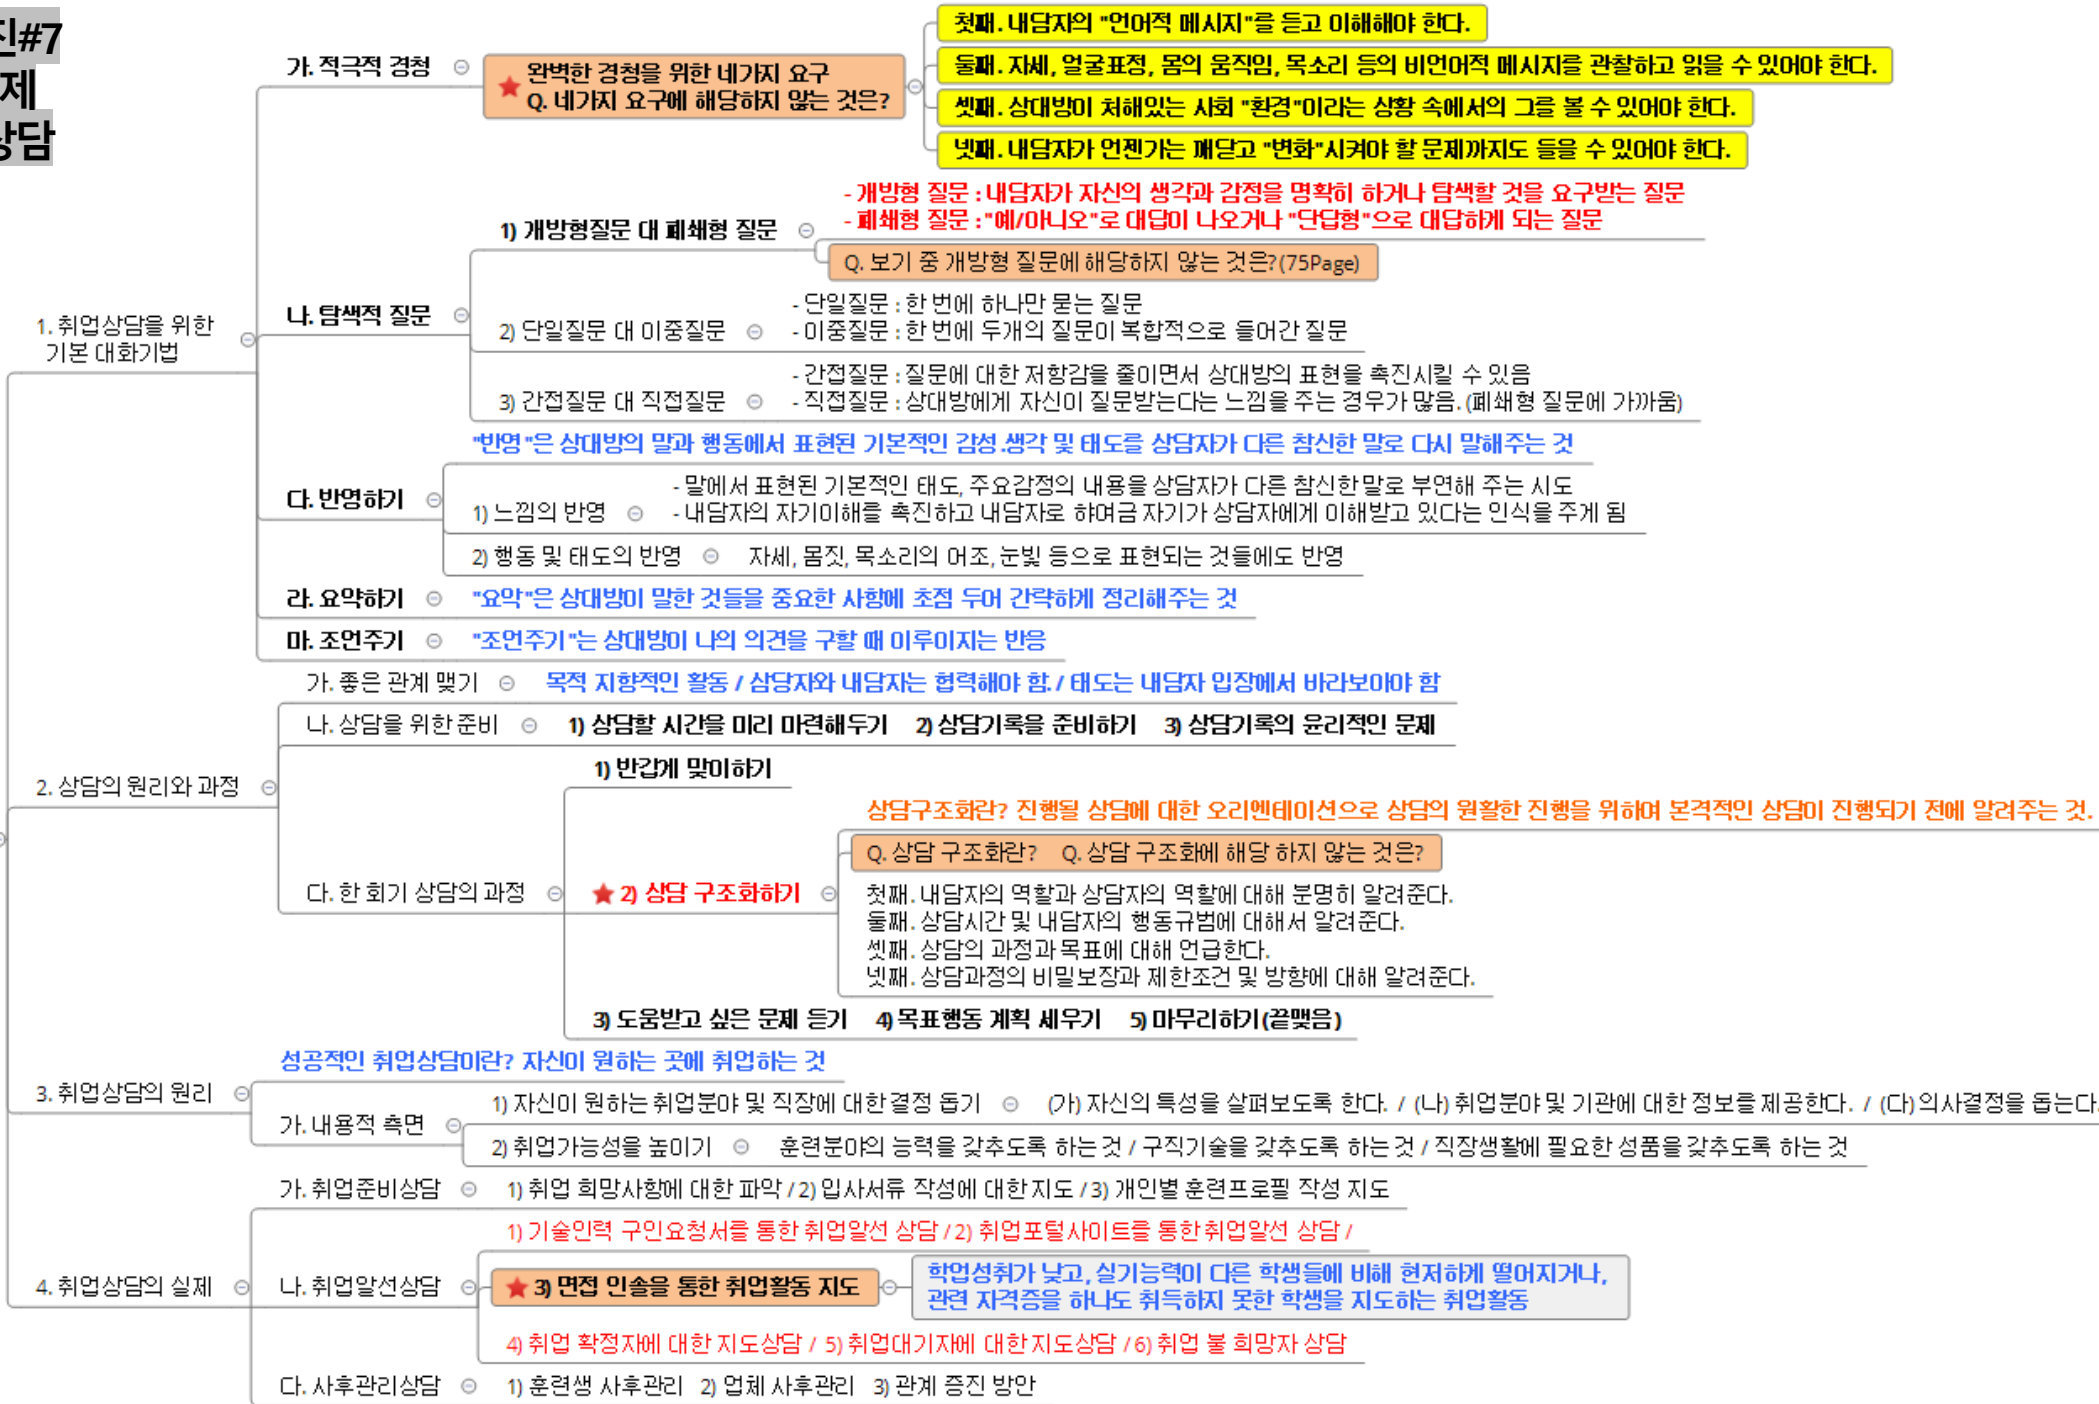 진#7
제
상담
가. 적극적 경청
완벽한 경청을 위한 네가지 요구
Q. 네가지 요구에 해당하지 않는 것은?
첫째. 내담자의 "언어적 메시지"를 듣고 이해해야 한다.
둘째. 자세, 얼굴표정, 몸의 움직임, 목소리 등의 비언어적 메시지를 관찰하고 읽을 수 있어야 한다.
셋째. 상대방이 처해있는 사회 "환경"이라는 상황 속에서의 그를 볼 수 있어야 한다.
넷째. 내담자가 언젠가는 깨닫고 "변화"시켜야 할 문제까지도 들을 수 있어야 한다.
1. 취업상담을 위한
기본 대화기법
나. 탐색적 질문
1) 개방형질문 대 폐쇄형 질문
- 개방형 질문 : 내담자가 자신의 생각과 감정을 명확히 하거나 탐색할 것을 요구받는 질문
- 폐쇄형 질문 : "예/아니오"로 대답이 나오거나 "단답형"으로 대답하게 되는 질문
Q. 보기 중 개방형 질문에 해당하지 않는 것은?(75Page)
2) 단일질문 대 이중질문
- 단일질문 : 한 번에 하나만 묻는 질문
- 이중질문 : 한 번에 두개의 질문이 복합적으로 들어간 질문
3) 간접질문 대 직접질문
- 간접질문 : 질문에 대한 저항감을 줄이면서 상대방의 표현을 촉진시킬 수 있음
- 직접질문 : 상대방에게 자신이 질문받는다는 느낌을 주는 경우가 많음. (폐쇄형 질문에 가까움)
다. 반영하기
"반영"은 상대방의 말과 행동에서 표현된 기본적인 감성.생각 및 태도를 상담자가 다른 참신한 말로 다시 말해주는 것
1) 느낌의 반영
- 말에서 표현된 기본적인 태도, 주요감정의 내용을 상담자가 다른 참신한 말로 부연해 주는 시도
- 내담자의 자기이해를 촉진하고 내담자로 햐여금 자기가 상담자에게 이해받고 있다는 인식을 주게 됨
2) 행동 및 태도의 반영
자세, 몸짓, 목소리의 어조, 눈빛 등으로 표현되는 것들에도 반영
라. 요약하기
"요약"은 상대방이 말한 것들을 중요한 사항에 초점 두어 간략하게 정리해주는 것
마. 조언주기
"조언주기"는 상대방이 나의 의견을 구할 때 이루이지는 반응
2. 상담의 원리와 과정
가. 좋은 관계 맺기
목적 지향적인 활동 / 삼당자와 내담자는 협력해야 함. / 태도는 내담자 입장에서 바라보아야 함
나. 상담을 위한 준비
1) 상담할 시간을 미리 마련해두기 2) 상담기록을 준비하기 3) 상담기록의 윤리적인 문제
다. 한 회기 상담의 과정
1) 반갑게 맞이하기
2) 상담 구조화하기
상담구조화란? 진행될 상담에 대한 오리엔테이션으로 상담의 원활한 진행을 위하여 본격적인 상담이 진행되기 전에 알려주는 것.
Q. 상담 구조화란? Q. 상담 구조화에 해당 하지 않는 것은?
첫째. 내담자의 역할과 상담자의 역할에 대해 분명히 알려준다.
둘째. 상담시간 및 내담자의 행동규범에 대해서 알려준다.
셋째. 상담의 과정과 목표에 대해 언급한다.
넷째. 상담과정의 비밀보장과 제한조건 및 방향에 대해 알려준다.
3) 도움받고 싶은 문제 듣기 4) 목표행동 계획 세우기 5) 마무리하기(끝맺음)
3. 취업상담의 원리
성공적인 취업상담이란? 자신이 원하는 곳에 취업하는 것
가. 내용적 측면
1) 자신이 원하는 취업분야 및 직장에 대한 결정 돕기
(가) 자신의 특성을 살펴보도록 한다. / (나) 취업분야 및 기관에 대한 정보를 제공한다. / (다) 의사결정을 돕는다.
2) 취업가능성을 높이기
훈련분야의 능력을 갖추도록 하는 것 / 구직기술을 갖추도록 하는 것 / 직장생활에 필요한 성품을 갖추도록 하는 것
4. 취업상담의 실제
가. 취업준비상담
1) 취업 희망사항에 대한 파악 / 2) 입사서류 작성에 대한 지도 / 3) 개인별 훈련프로필 작성 지도
나. 취업알선상담
1) 기술인력 구인요청서를 통한 취업알선 상담 / 2) 취업포털사이트를 통한 취업알선 상담 /
3) 면접 인솔을 통한 취업활동 지도
학업성취가 낮고, 실기능력이 다른 학생들에 비해 현저하게 떨어지거나,
관련 자격증을 하나도 취득하지 못한 학생을 지도하는 취업활동
4) 취업 확정자에 대한 지도상담 / 5) 취업대기자에 대한 지도상담 / 6) 취업 불 희망자 상담
다. 사후관리상담
1) 훈련생 사후관리 2) 업체 사후관리 3) 관계 증진 방안